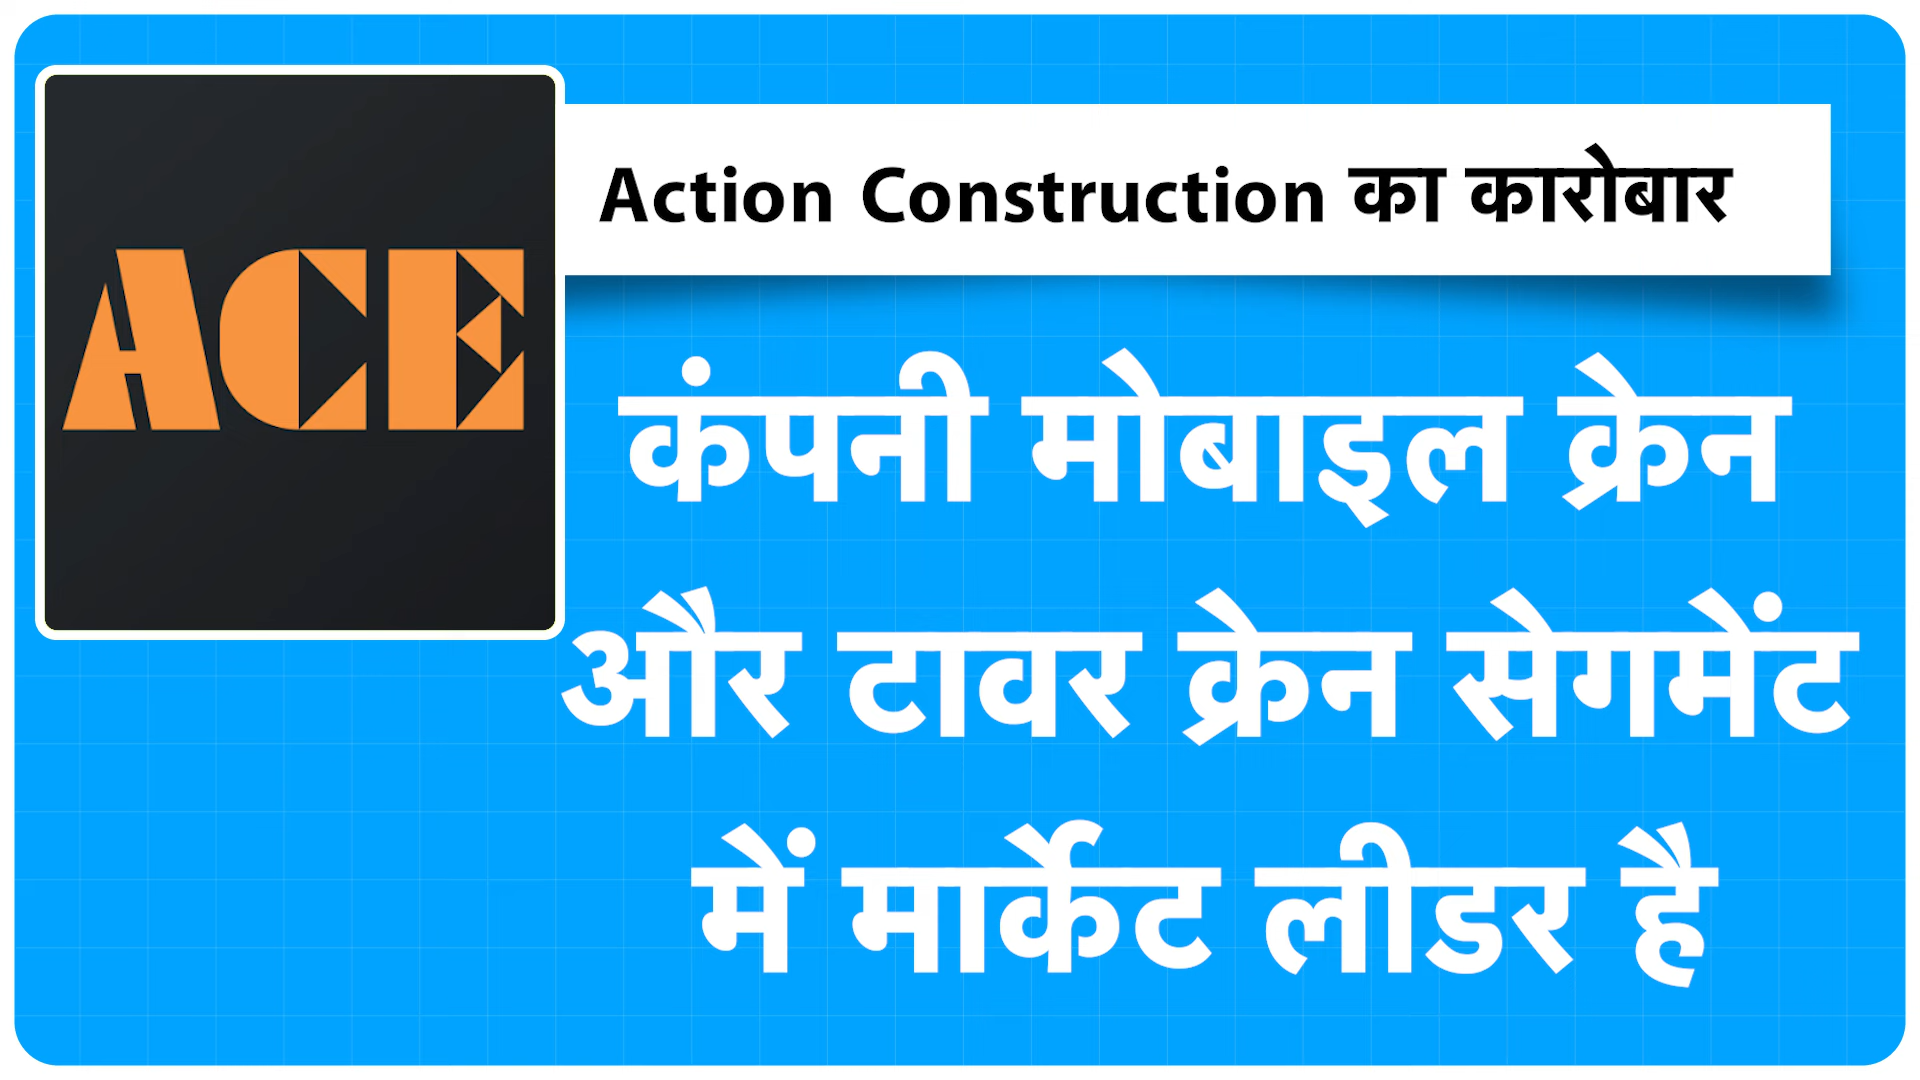 ACE
Action Construction का कारोबार
कंपनी मोबाइल क्रेन
और टावर क्रेन सेगमेंट
में मार्केट लीडर है